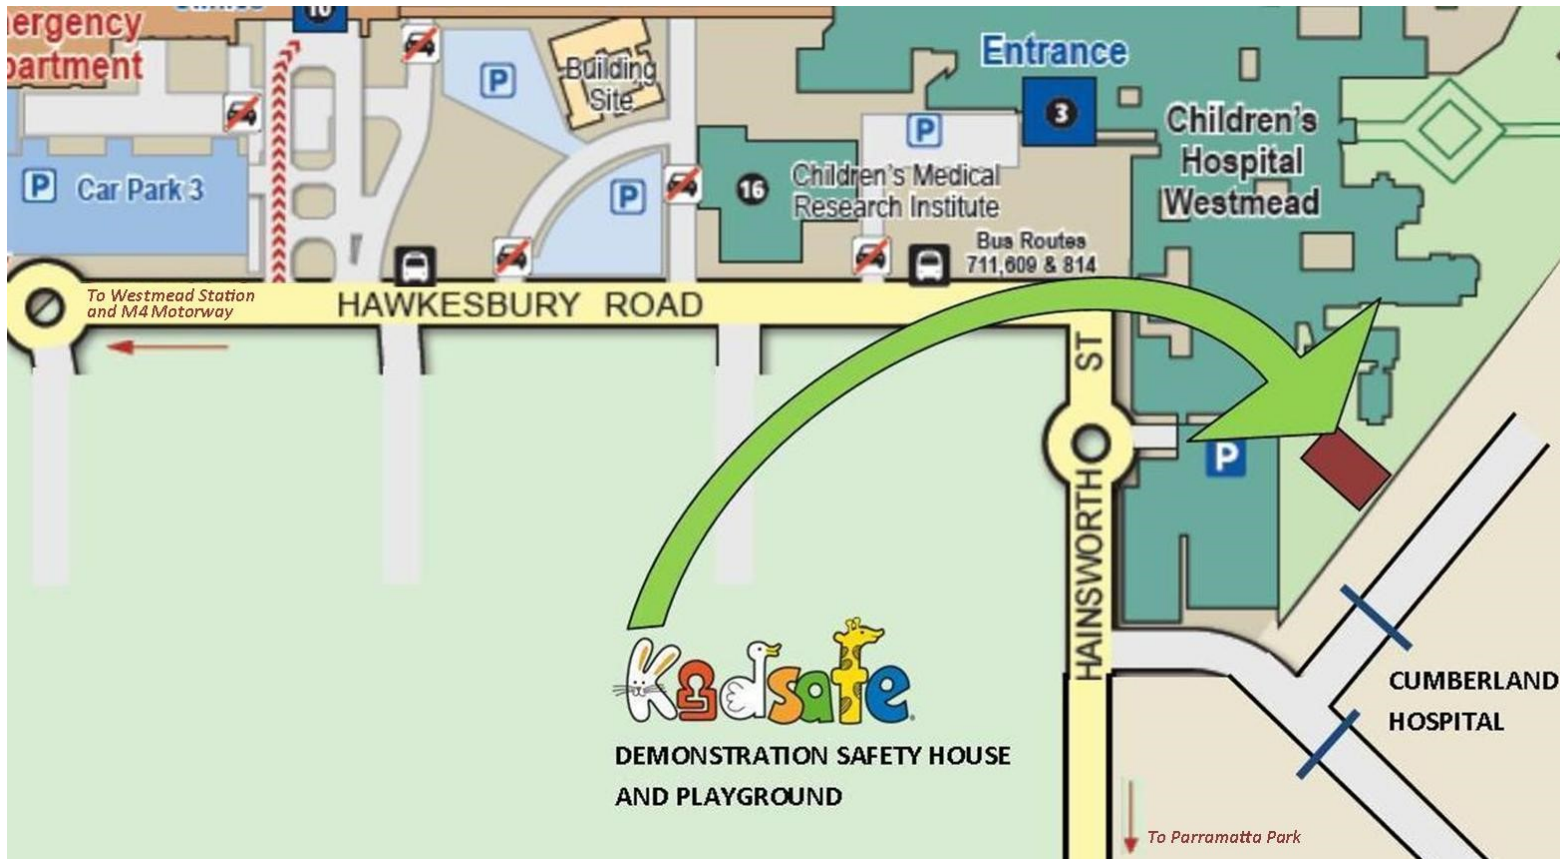 10
ergency
partment
P
Building
Site
Entrance
3
P
Children's
Hospital
Westmead
P
Car Park 3
P
16
Children's Medical
Research Institute
Bus Routes
711,609 & 814
To Westmead Station
and M4 Motorway
HAWKESBURY ROAD
HAINSWORTH ST
P
Kidsafe
DEMONSTRATION SAFETY HOUSE
AND PLAYGROUND
CUMBERLAND
HOSPITAL
To Parramatta Park